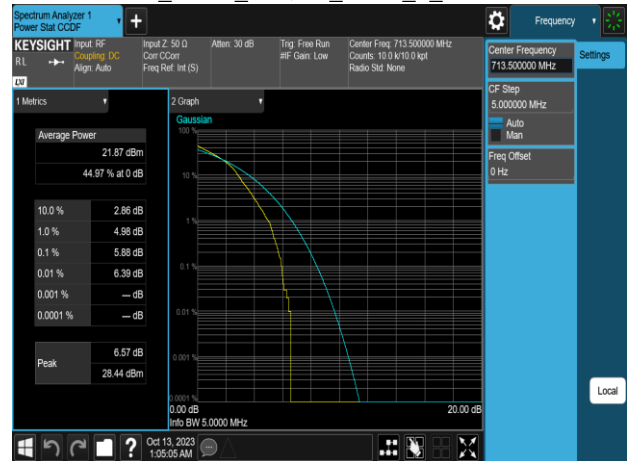 Spectrum Analyzer 1
Power Stat CCDF
Frequency
KEYSIGHT
RL
LXI
Input: RF
Coupling: DC
Align: Auto
Input Z: 50 Ω
Corr CCorr
Freq Ref: Int (S)
Atten: 30 dB
Trig: Free Run
#IF Gain: Low
Center Freq: 713.500000 MHz
Counts: 10.0 k/10.0 kpt
Radio Std: None
Center Frequency
713.500000 MHz
Settings
CF Step
5.000000 MHz
Auto
Man
Freq Offset
0 Hz
1 Metrics
Average Power
21.87 dBm
44.97 % at 0 dB
10.0 % 2.86 dB
1.0 % 4.98 dB
0.1 % 5.88 dB
0.01 % 6.39 dB
0.001 % --- dB
0.0001 % --- dB
Peak
6.57 dB
28.44 dBm
2 Graph
Gaussian
100 %
10 %
1 %
0.1 %
0.01 %
0.001 %
0.0001 %
0.00 dB 20.00 dB
Info BW 5.0000 MHz
Local
?
Oct 13, 2023
1:05:05 AM